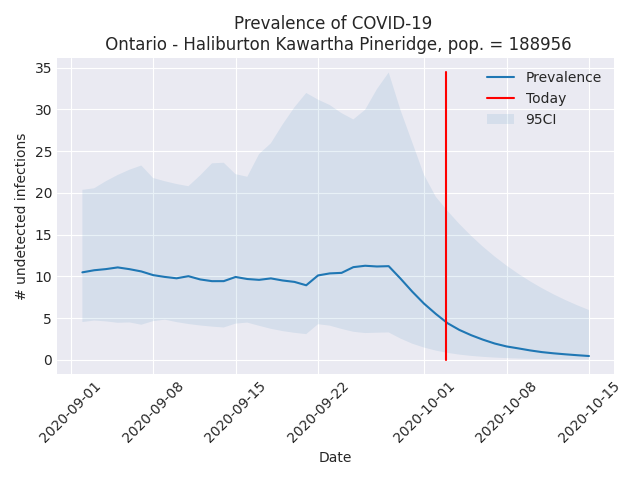 Prevalence of COVID-19
Ontario - Haliburton Kawartha Pineridge, pop. = 188956
35
30
25
20
15
10
5
0
# undetected infections
Prevalence
Today
95CI
2020-09-01
2020-09-08
2020-09-15
2020-09-22
2020-10-01
2020-10-08
2020-10-15
Date